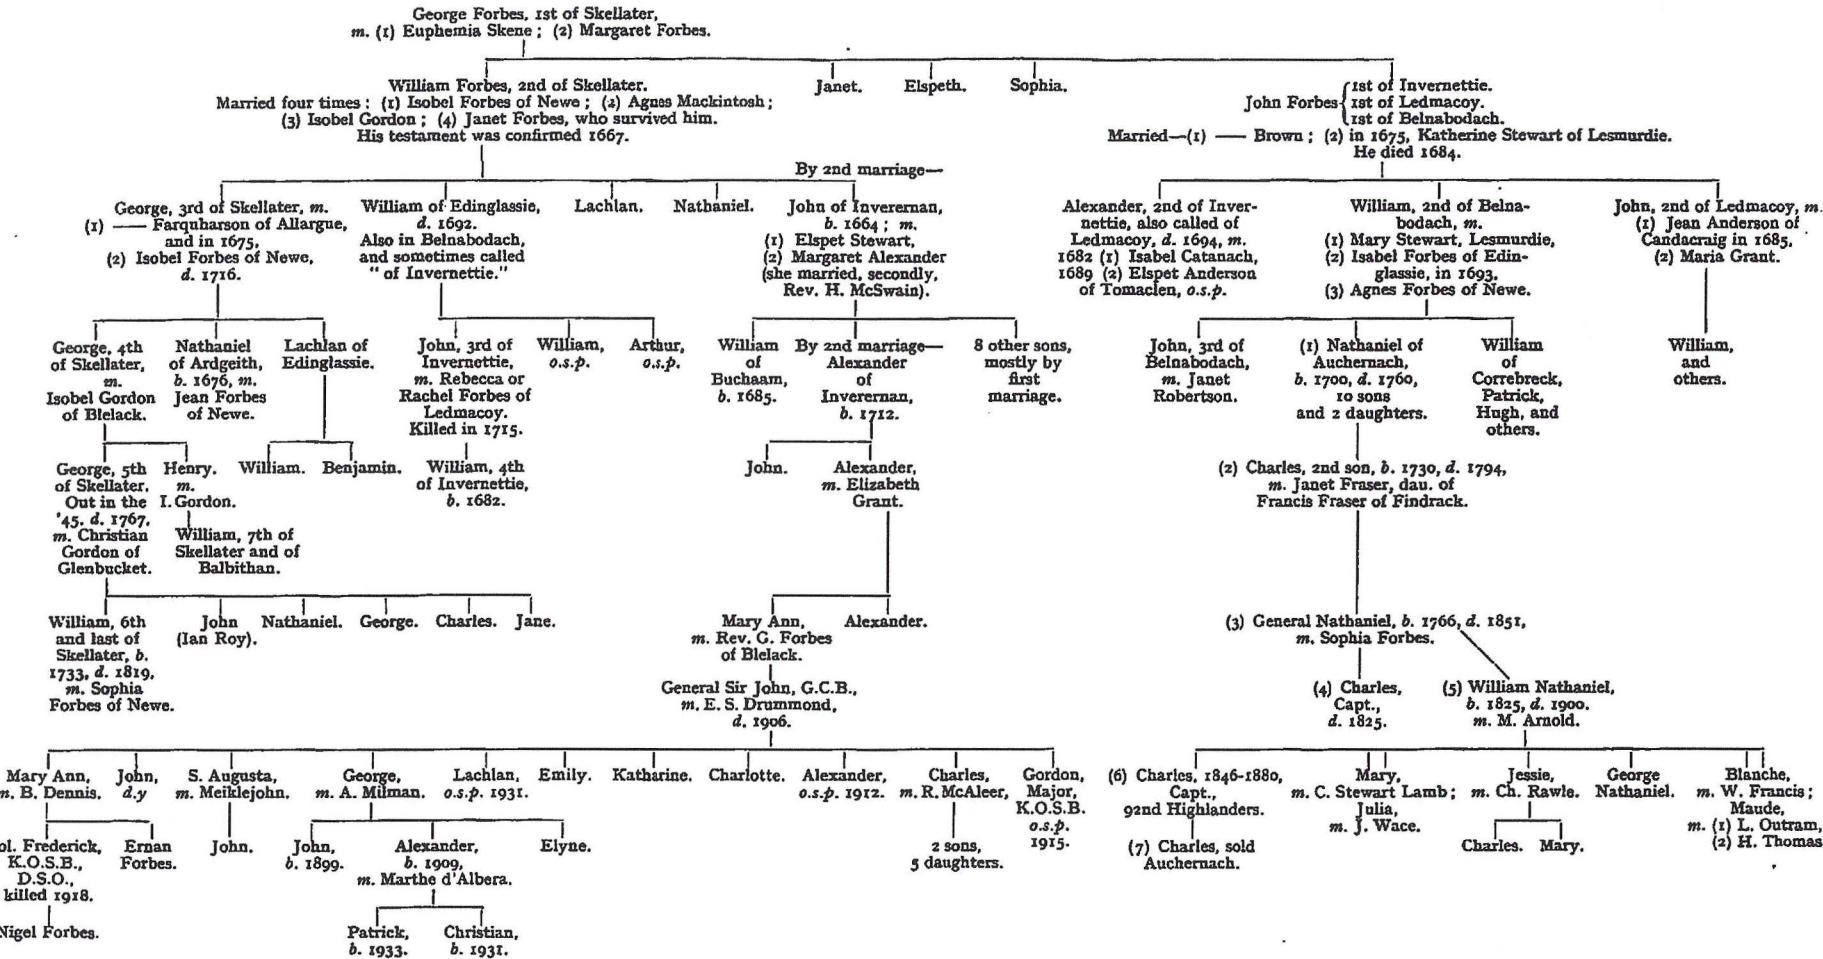 George Forbes, 1st of Skellater,
m. (1) Euphemia Skene; (2) Margaret Forbes.
William Forbes, 2nd of Skellater.
Married four times: (1) Isobel Forbes of Newe; (2) Agnes Mackintosh;
(3) Isobel Gordon; (4) Janet Forbes, who survived him.
His testament was confirmed 1667.
Janet.
Elspeth.
Sophia.
John Forbes
1st of Invernettie.
1st of Ledmacoy.
1st of Belnabodach.
Married—(1) —— Brown; (2) in 1675, Katherine Stewart of Lesmurdie.
He died 1684.
By 2nd marriage—
George, 3rd of Skellater, m.
(1) —— Farquharson of Allargue,
and in 1675,
(2) Isobel Forbes of Newe,
d. 1716.
William of Edinglassie,
d. 1692.
Also in Belnabodach,
and sometimes called
"of Invernettie."
Lachlan.
Nathaniel.
John of Inverernan,
b. 1664; m.
(1) Elspet Stewart,
(2) Margaret Alexander
(she married, secondly,
Rev. H. McSwain).
Alexander, 2nd of Inver-
nettie, also called of
Ledmacoy, d. 1694, m.
1682 (1) Isabel Catanach,
1689 (2) Elspet Anderson
of Tomaclen, o.s.p.
William, 2nd of Belna-
bodach, m.
(1) Mary Stewart, Lesmurdie,
(2) Isabel Forbes of Edin-
glassie, in 1693,
(3) Agnes Forbes of Newe.
John, 2nd of Ledmacoy, m.
(1) Jean Anderson of
Candacraig in 1685,
(2) Maria Grant.
George, 4th
of Skellater,
m.
Isobel Gordon
of Blelack.
Nathaniel
of Ardgeith,
b. 1676, m.
Jean Forbes
of Newe.
Lachlan of
Edinglassie.
John, 3rd of
Invernettie,
m. Rebecca or
Rachel Forbes of
Ledmacoy.
Killed in 1715.
William,
o.s.p.
Arthur,
o.s.p.
William
of
Buchaam,
b. 1685.
By 2nd marriage—
Alexander
of
Inverernan,
b. 1712.
8 other sons,
mostly by
first
marriage.
John, 3rd of
Belnabodach,
m. Janet
Robertson.
(1) Nathaniel of
Auchernach,
b. 1700, d. 1760,
10 sons
and 2 daughters.
William
of
Correbreck,
Patrick,
Hugh, and
others.
William,
and
others.
George, 5th
of Skellater.
Out in the
'45. d. 1767,
m. Christian
Gordon of
Glenbucket.
Henry.
m.
I. Gordon.
William, 7th of
Skellater and of
Balbithan.
William.
Benjamin.
William, 4th
of Invernettie,
b. 1682.
John.
Alexander,
m. Elizabeth
Grant.
(2) Charles, 2nd son, b. 1730, d. 1794,
m. Janet Fraser, dau. of
Francis Fraser of Findrack.
William, 6th
and last of
Skellater, b.
1733, d. 1819,
m. Sophia
Forbes of Newe.
John
(Ian Roy).
Nathaniel.
George.
Charles.
Jane.
Mary Ann,
m. Rev. G. Forbes
of Blelack.
Alexander.
(3) General Nathaniel, b. 1766, d. 1851,
m. Sophia Forbes.
General Sir John, G.C.B.,
m. E. S. Drummond,
d. 1906.
(4) Charles,
Capt.,
d. 1825.
(5) William Nathaniel,
b. 1825, d. 1900.
m. M. Arnold.
Mary Ann,
m. B. Dennis.
John,
d.y
S. Augusta,
m. Meiklejohn.
George,
m. A. Milman.
Lachlan,
o.s.p. 1931.
Emily.
Katharine.
Charlotte.
Alexander,
o.s.p. 1912.
Charles,
m. R. McAleer,
Gordon,
Major,
K.O.S.B.
o.s.p.
1915.
(6) Charles, 1846-1880,
Capt.,
92nd Highlanders.
Mary,
m. C. Stewart Lamb;
Julia,
m. J. Wace.
Jessie,
m. Ch. Rawle.
George
Nathaniel.
Blanche,
m. W. Francis;
Maude,
m. (1) L. Outram,
(2) H. Thomas
ol. Frederick,
K.O.S.B.,
D.S.O.,
killed 1918.
Ernan
Forbes.
John.
John,
b. 1899.
Alexander,
b. 1909,
m. Marthe d'Albera.
Elyne.
2 sons,
5 daughters.
(7) Charles, sold
Auchernach.
Charles.
Mary.
Nigel Forbes.
Patrick,
b. 1933.
Christian,
b. 1931.